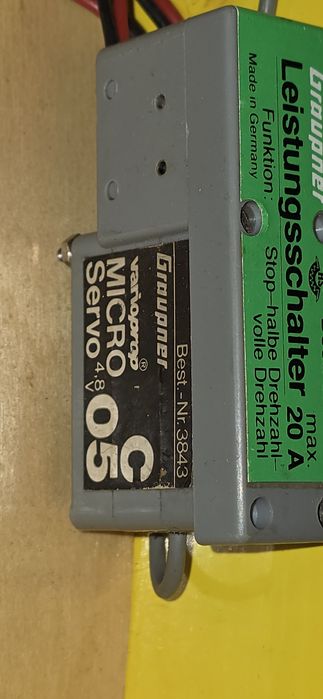 Graupner
Leistungsschalter max. 20 A
Funktion: Stop-halbe Drehzahl-
volle Drehzahl
Made in Germany
Best.-Nr. 3843
Graupner
varioprop®
MICRO
Servo 4,8 V
C
05